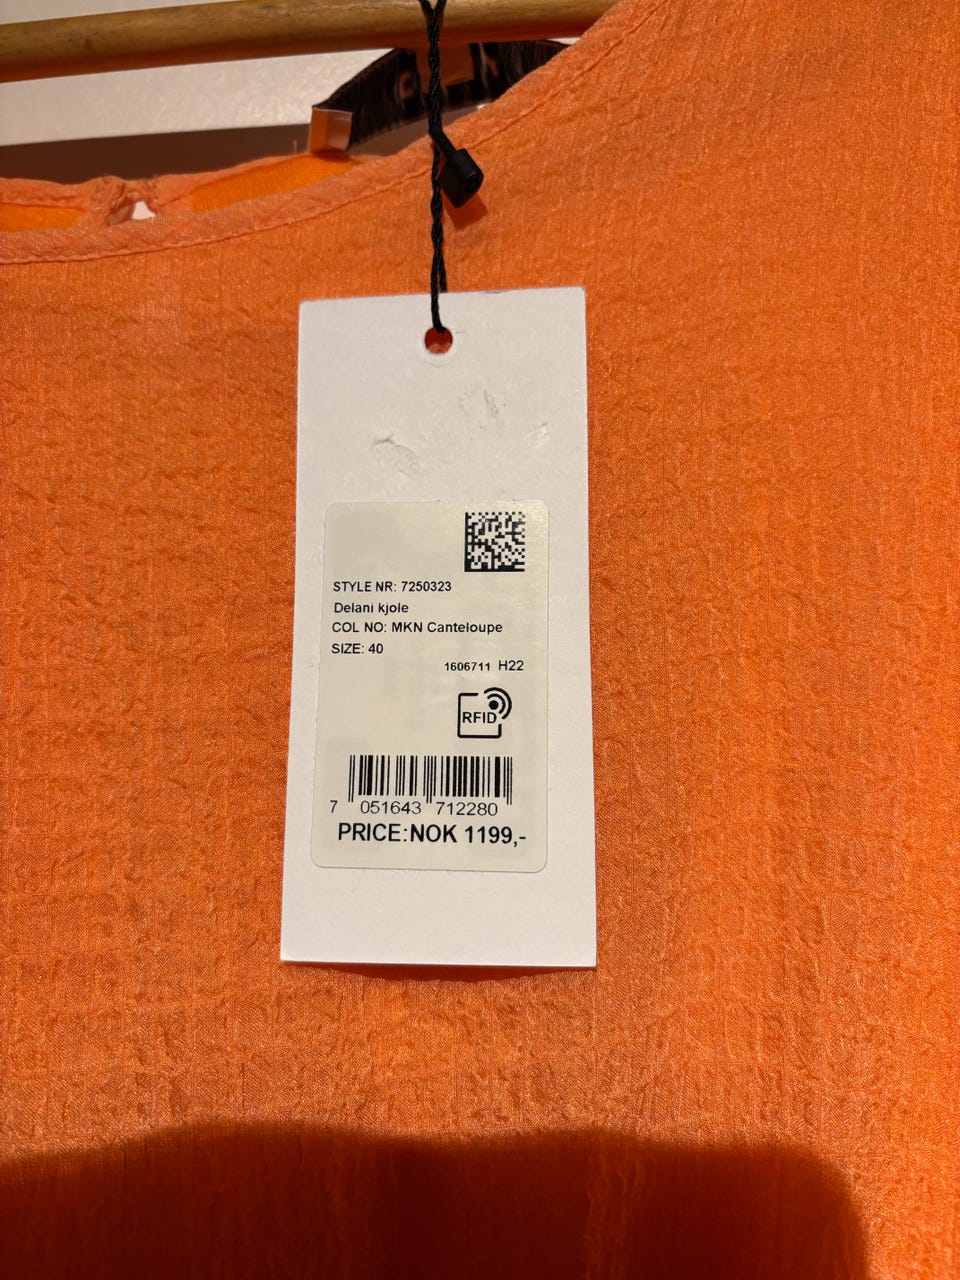 STYLE NR: 7250323
Delani kjole
COL NO: MKN Canteloupe
SIZE: 40
1606711 H22
RFID
7 051643 712280
PRICE:NOK 1199,-